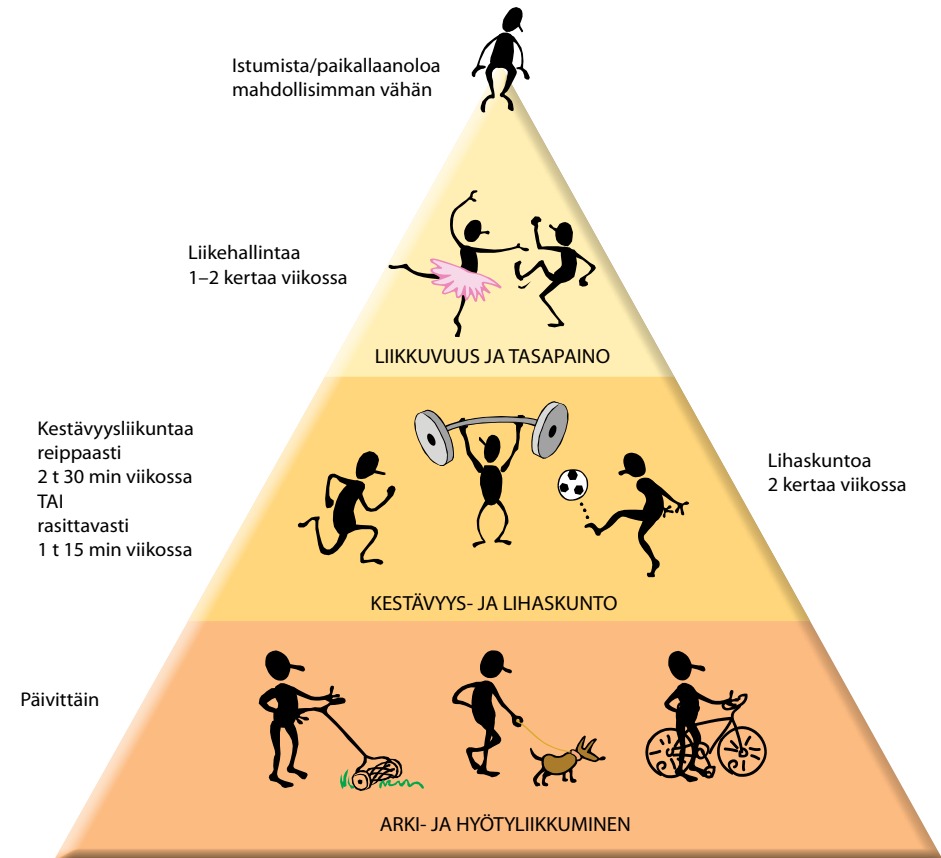 Istumista/paikallaanoloa
mahdollisimman vähän
Liikehallintaa
1–2 kertaa viikossa
LIIKKUVUUS JA TASAPAINO
Kestävyysliikuntaa
reippaasti
2 t 30 min viikossa
TAI
rasittavasti
1 t 15 min viikossa
Lihaskuntoa
2 kertaa viikossa
KESTÄVYYS- JA LIHASKUNTO
Päivittäin
ARKI- JA HYÖTYLIIKKUMINEN